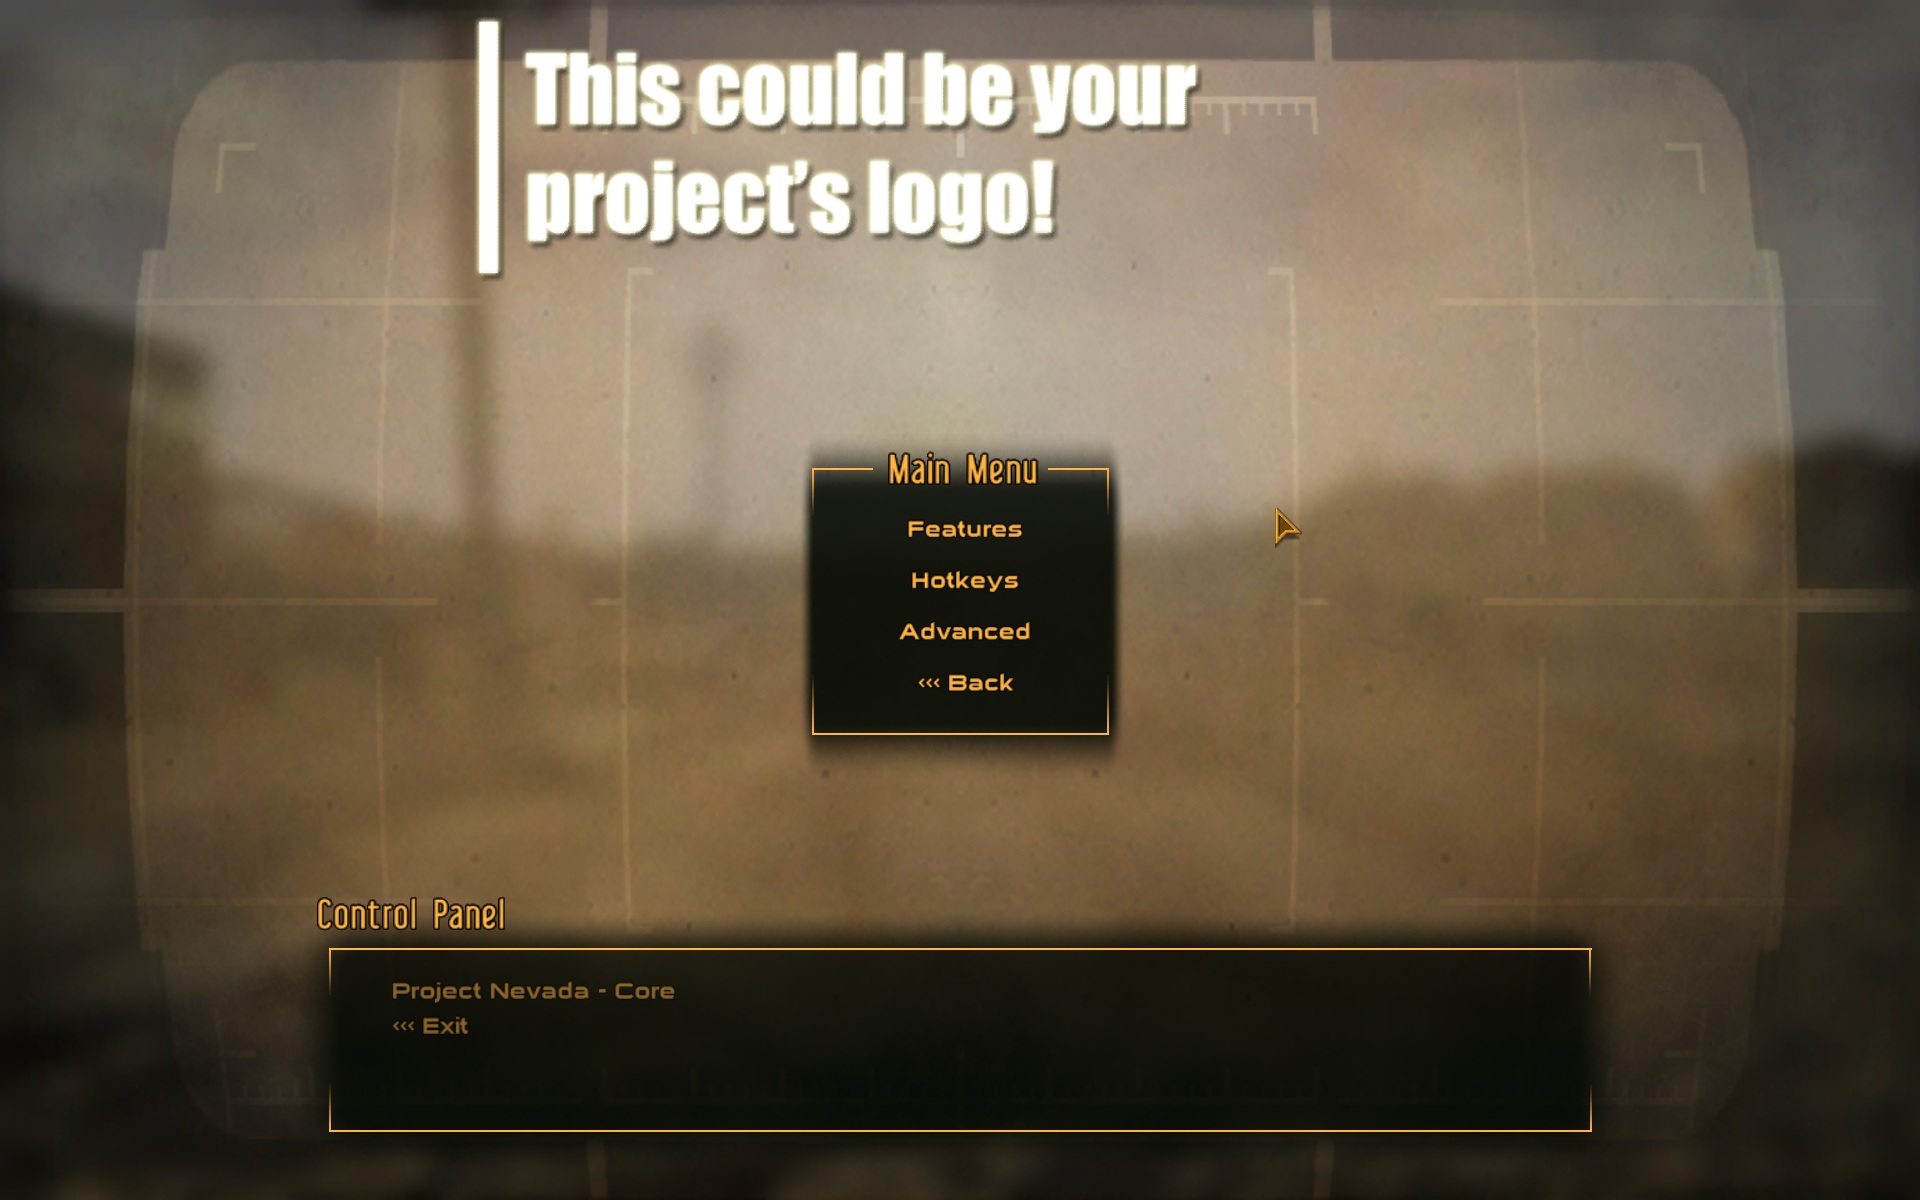 This could be your
project's logo!
Main Menu
Features
Hotkeys
Advanced
‹‹‹ Back
Control Panel
Project Nevada - Core
‹‹‹ Exit